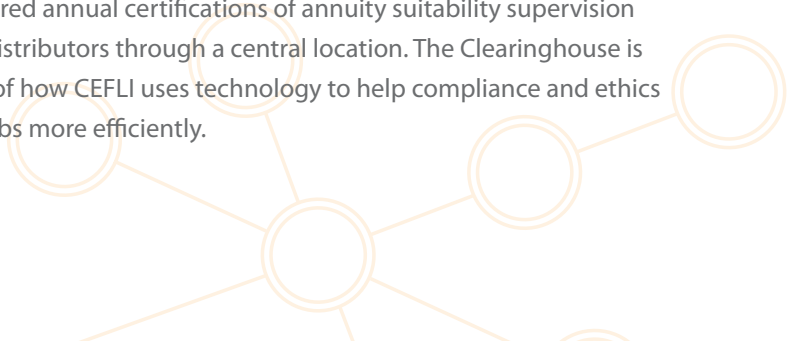 red annual certifications of annuity suitability supervision
istributors through a central location. The Clearinghouse is
of how CEFLI uses technology to help compliance and ethics
bs more efficiently.